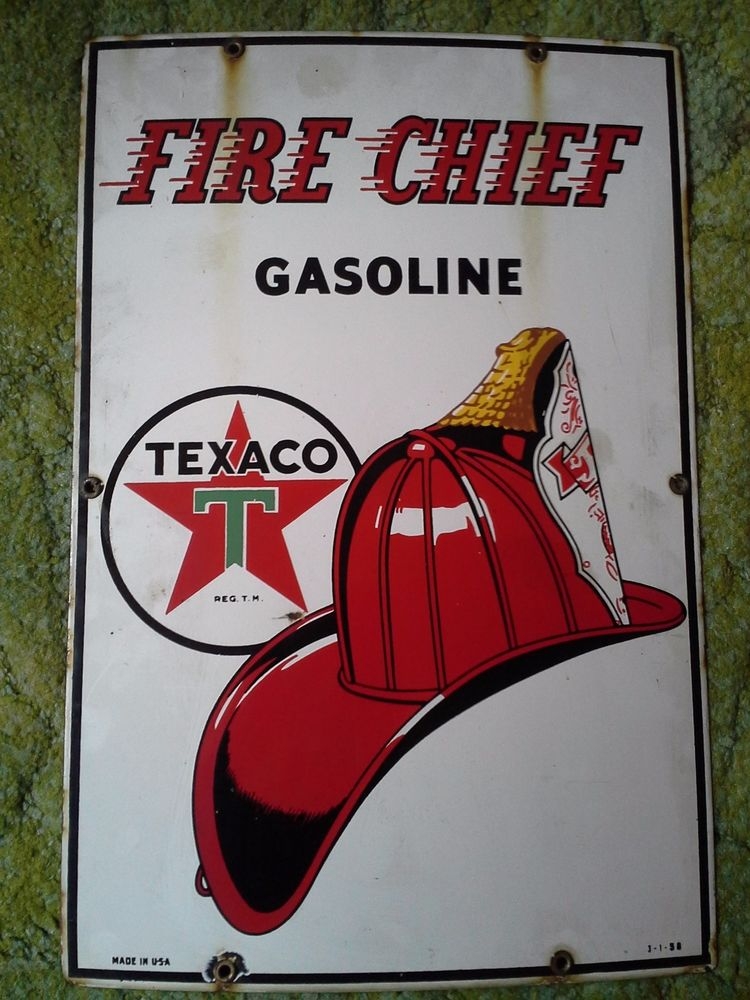 FIRE CHIEF
GASOLINE
TEXACO
T
REG. T.M.
MADE IN U.S.A
3-1-58